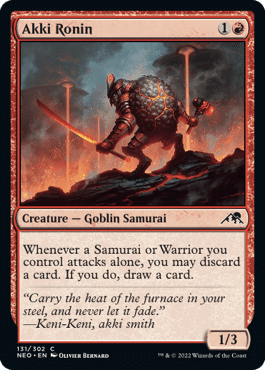 Akki Ronin 1
Creature — Goblin Samurai
Whenever a Samurai or Warrior you
control attacks alone, you may discard
a card. If you do, draw a card.
“Carry the heat of the furnace in your
steel, and never let it fade.”
—Keni-Keni, akki smith
1/3
131/302 C
NEO • EN Olivier Bernard
™ & © 2022 Wizards of the Coast